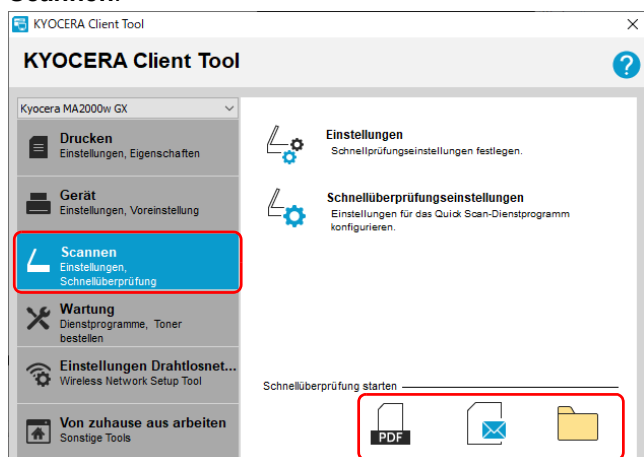 KYOCERA Client Tool
KYOCERA Client Tool
?
Kyocera MA2000w GX
Drucken
Einstellungen, Eigenschaften
Gerät
Einstellungen, Voreinstellung
Scannen
Einstellungen,
Schnellüberprüfung
Wartung
Dienstprogramme, Toner
bestellen
Einstellungen Drahtlosnet...
Wireless Network Setup Tool
Von zuhause aus arbeiten
Sonstige Tools
Einstellungen
Schnellprüfungseinstellungen festlegen.
Schnellüberprüfungseinstellungen
Einstellungen für das Quick Scan-Dienstprogramm
konfigurieren.
Schnellüberprüfung starten
PDF